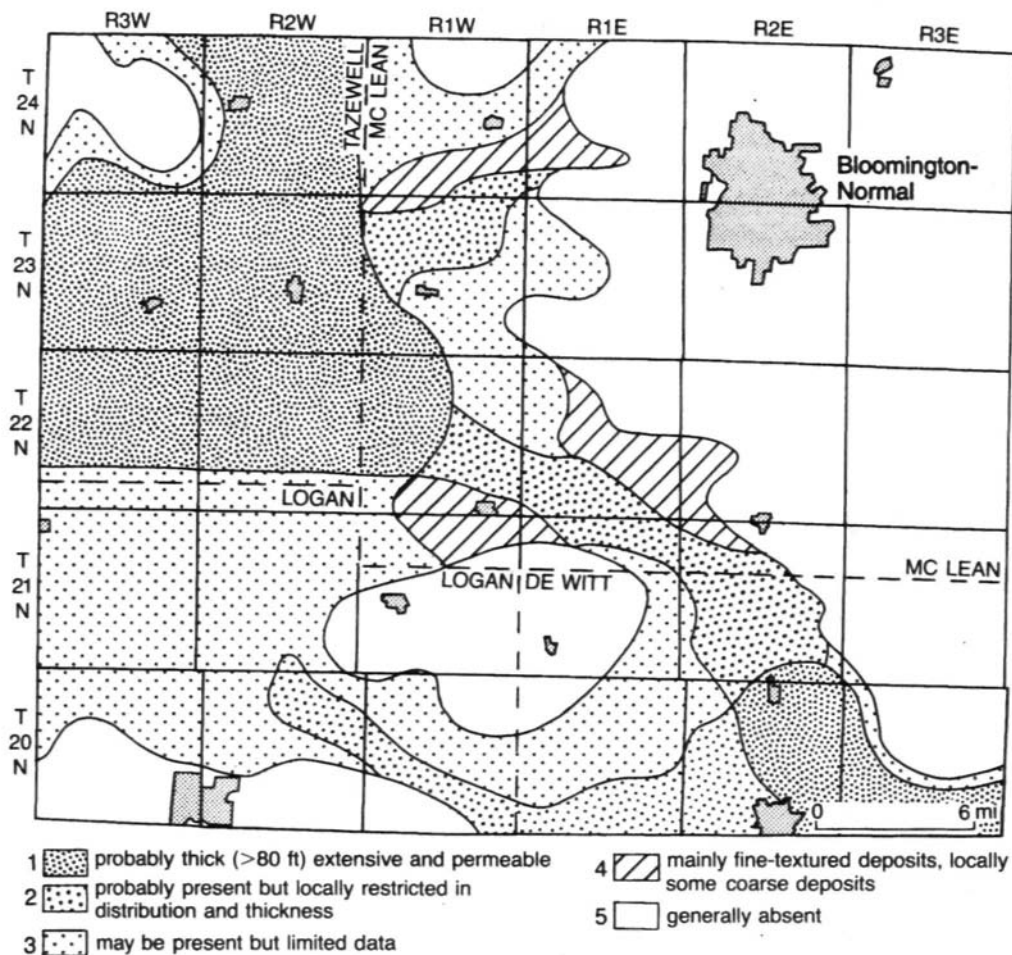 R3W R2W R1W R1E R2E R3E
T
24
N
TAZEWELL
MC LEAN
Bloomington-
Normal
T
23
N
T
22
N
LOGAN
T
21
N
LOGAN DE WITT
MC LEAN
T
20
N
0 6 mi
1 probably thick (>80 ft) extensive and permeable
2 probably present but locally restricted in
distribution and thickness
3 may be present but limited data
4 mainly fine-textured deposits, locally
some coarse deposits
5 generally absent